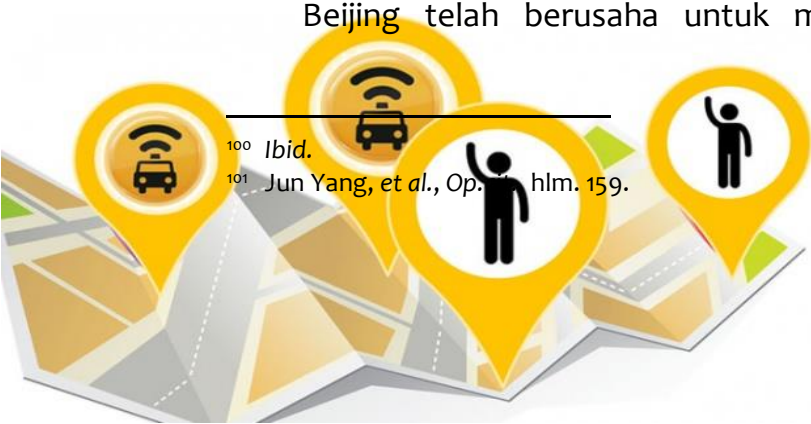 Beijing telah berusaha untuk
¹⁰⁰ Ibid.
¹⁰¹ Jun Yang, et al., Op. hlm. 159.